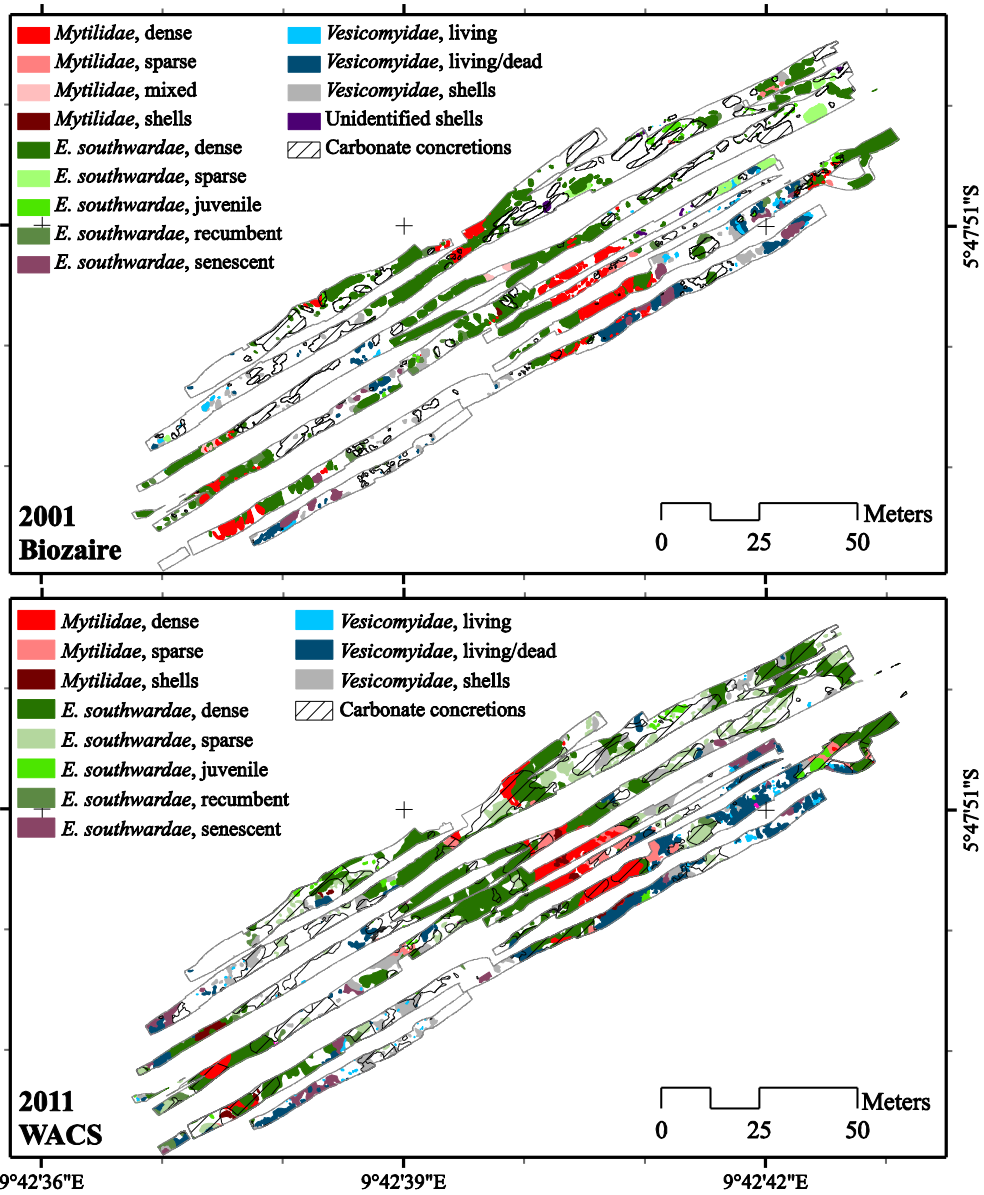 Mytilidae, dense
Mytilidae, sparse
Mytilidae, mixed
Mytilidae, shells
E. southwardae, dense
E. southwardae, sparse
E. southwardae, juvenile
E. southwardae, recumbent
E. southwardae, senescent
Vesicomyidae, living
Vesicomyidae, living/dead
Vesicomyidae, shells
Unidentified shells
Carbonate concretions
5°47'51"S
2001
Biozaire
Meters
0 25 50
Mytilidae, dense
Mytilidae, sparse
Mytilidae, shells
E. southwardae, dense
E. southwardae, sparse
E. southwardae, juvenile
E. southwardae, recumbent
E. southwardae, senescent
Vesicomyidae, living
Vesicomyidae, living/dead
Vesicomyidae, shells
Carbonate concretions
5°47'51"S
2011
WACS
Meters
0 25 50
9°42'36"E 9°42'39"E 9°42'42"E